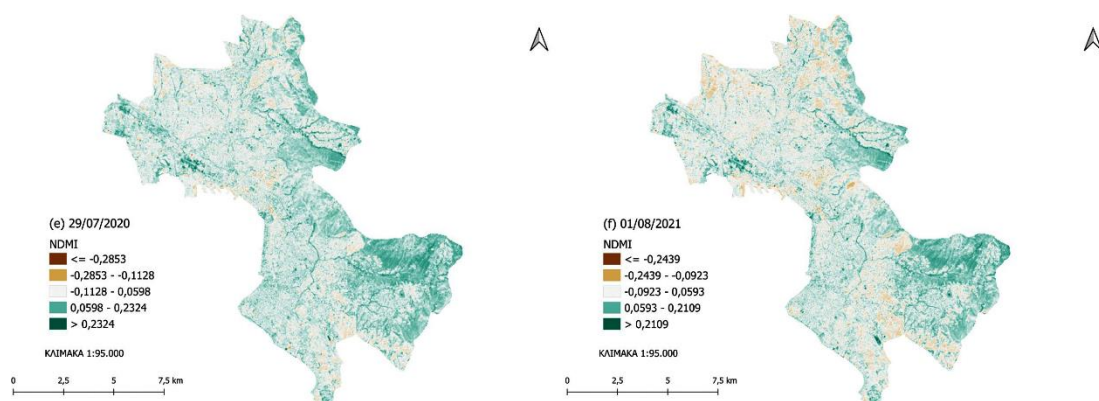 (e) 29/07/2020
NDMI
<= -0,2853
-0,2853 - -0,1128
-0,1128 - 0,0598
0,0598 - 0,2324
> 0,2324
ΚΛΙΜΑΚΑ 1:95.000
0 2,5 5 7,5 km
(f) 01/08/2021
NDMI
<= -0,2439
-0,2439 - -0,0923
-0,0923 - 0,0593
0,0593 - 0,2109
> 0,2109
ΚΛΙΜΑΚΑ 1:95.000
0 2,5 5 7,5 km